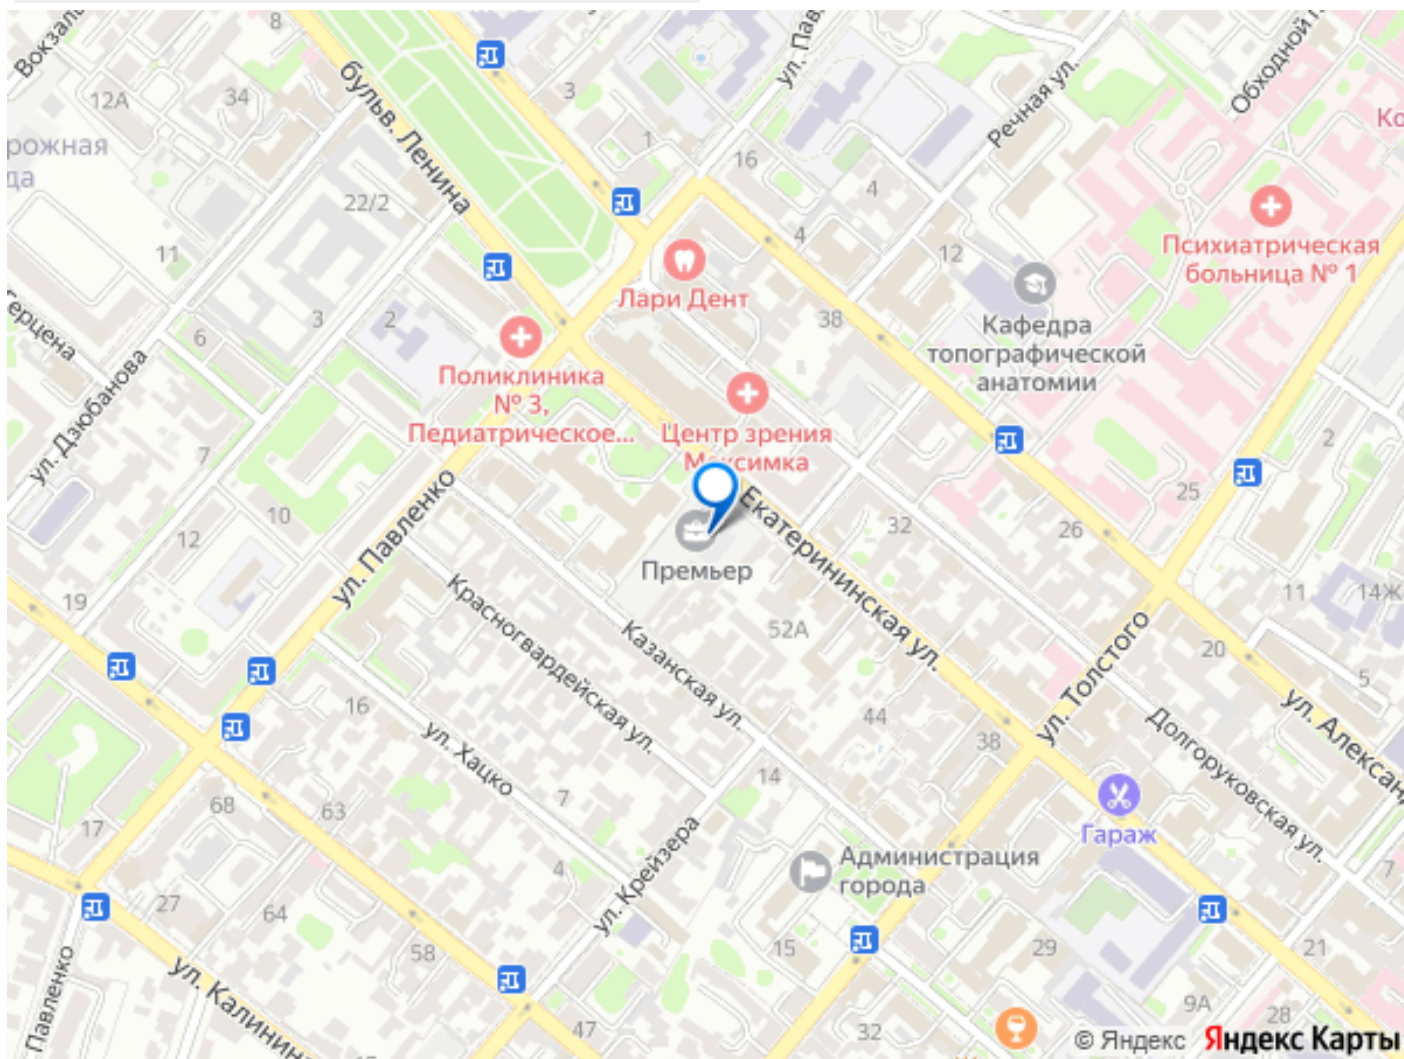 Вокзаль
8
ул. Пав
12А
34
3
Обходной п
Речная ул.
рожная
да
бульв. Ленина
1
16
4
Ко
22/2
11
4
12
Психиатрическая
больница № 1
Лари Дент
Герцена
6
3
2
38
Кафедра
топографической
анатомии
Поликлиника
№ 3,
Педиатрическое...
Центр зрения
Максимка
ул. Дзюбанова
7
2
10
12
ул. Павленко
Екатерининская ул.
32
25
26
Премьер
19
Красногвардейская ул.
Казанская ул.
52А
11
14Ж
ул. Толстого
20
5
16
ул. Хацко
44
38
Долгоруковская ул.
ул. Александ
14
68
63
7
17
Гараж
4
ул. Крейзера
Администрация
города
7
27
64
58
15
29
21
Павленко
ул. Калинин
47
32
9А
28
© Яндекс Яндекс Карты